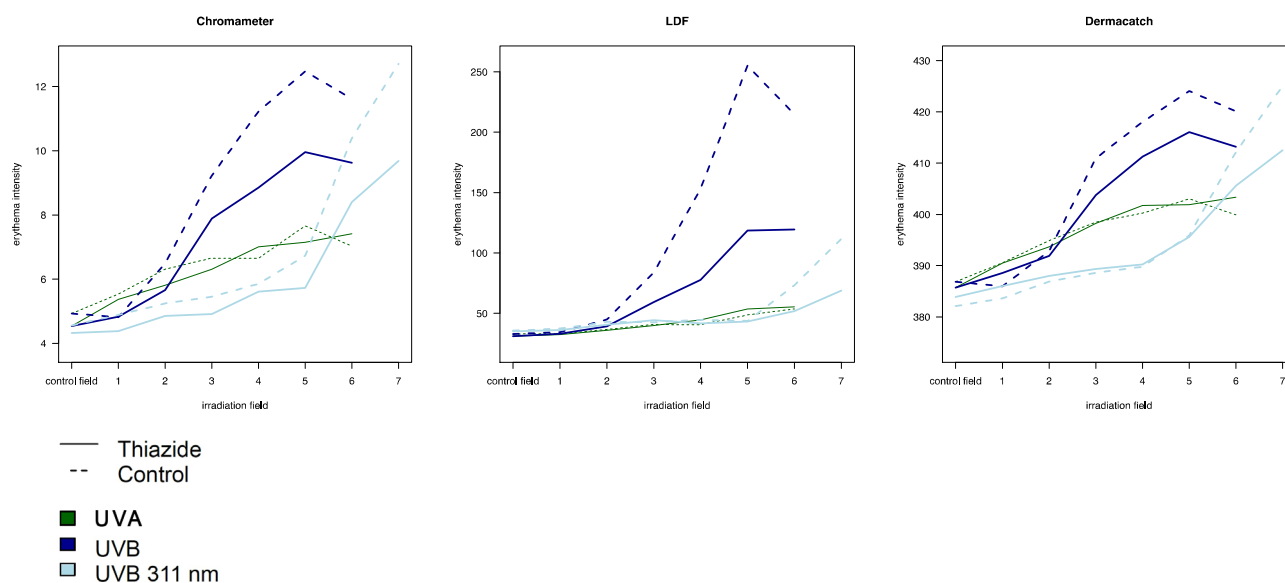 Chromameter
LDF
Dermacatch
erythema intensity
12
10
8
6
4
control field 1 2 3 4 5 6 7
irradiation field
erythema intensity
250
200
150
100
50
control field 1 2 3 4 5 6 7
irradiation field
erythema intensity
430
420
410
400
390
380
control field 1 2 3 4 5 6 7
irradiation field
Thiazide
Control
UVA
UVB
UVB 311 nm